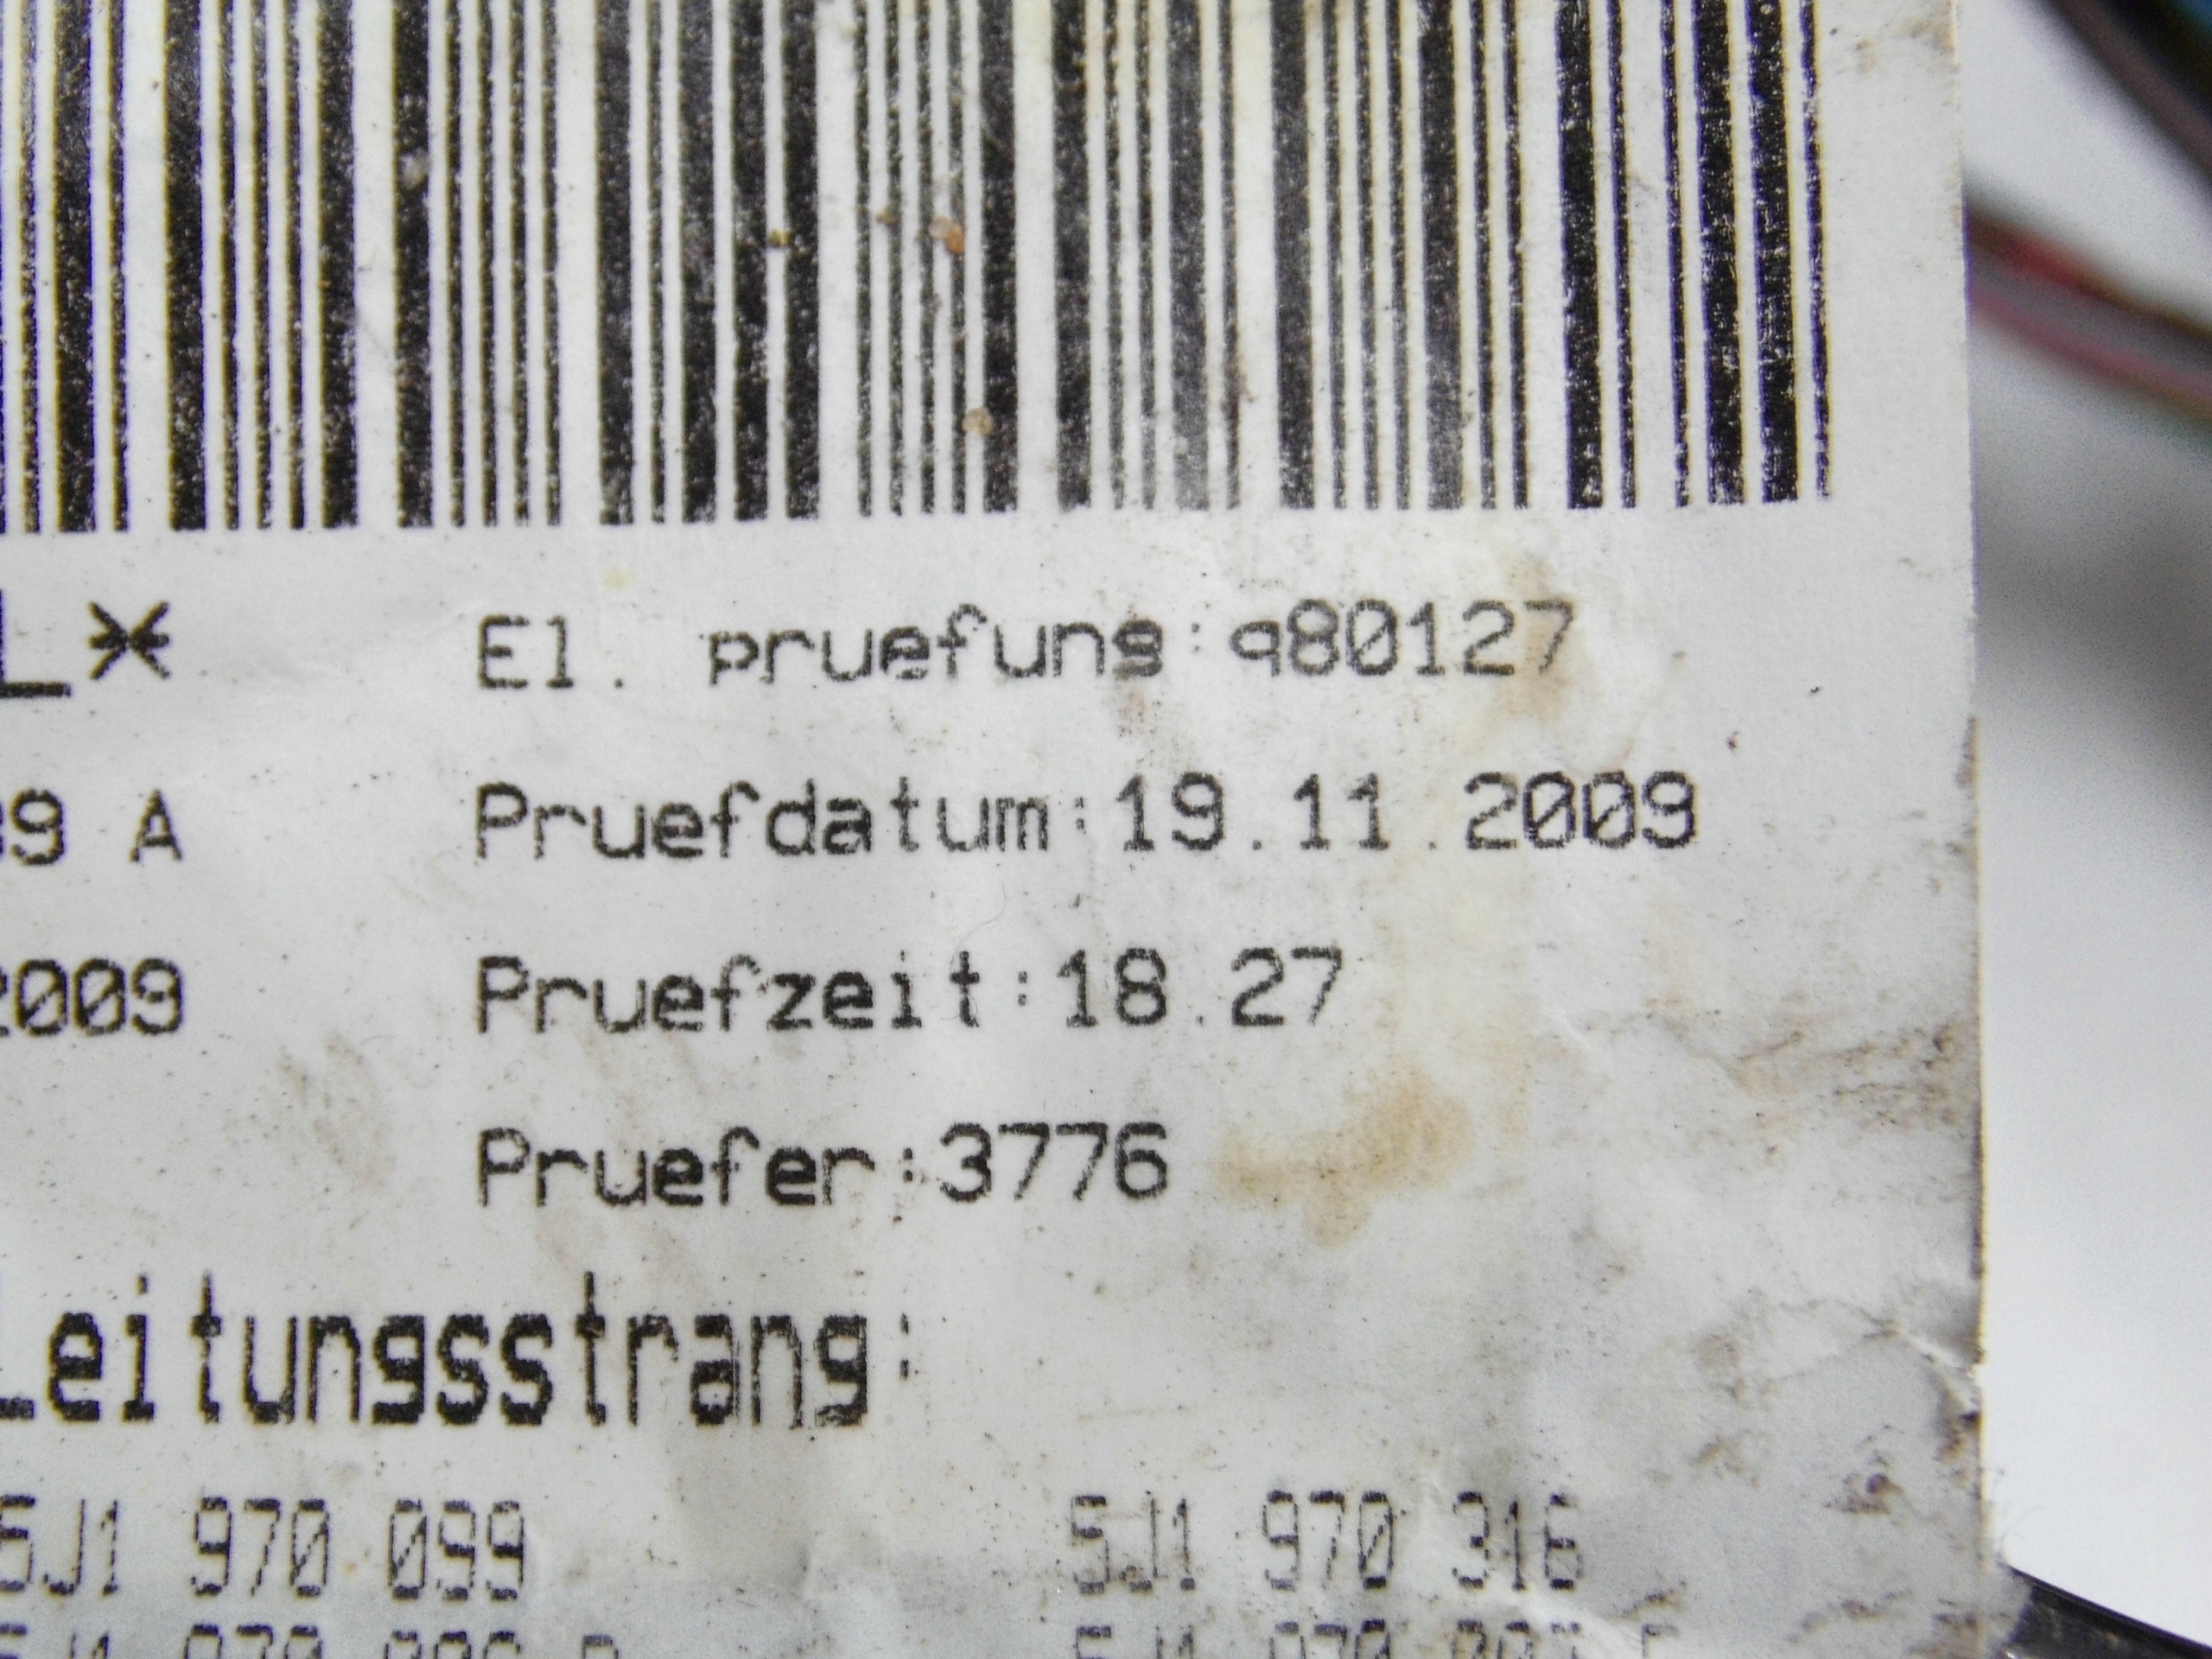 L* El. pruefung:q80127
9 A Pruefdatum:19.11.2009
2009 Pruefzeit:18.27
Pruefer:3776
Leitungsstrang:
5J1 970 099 5J1 970 316